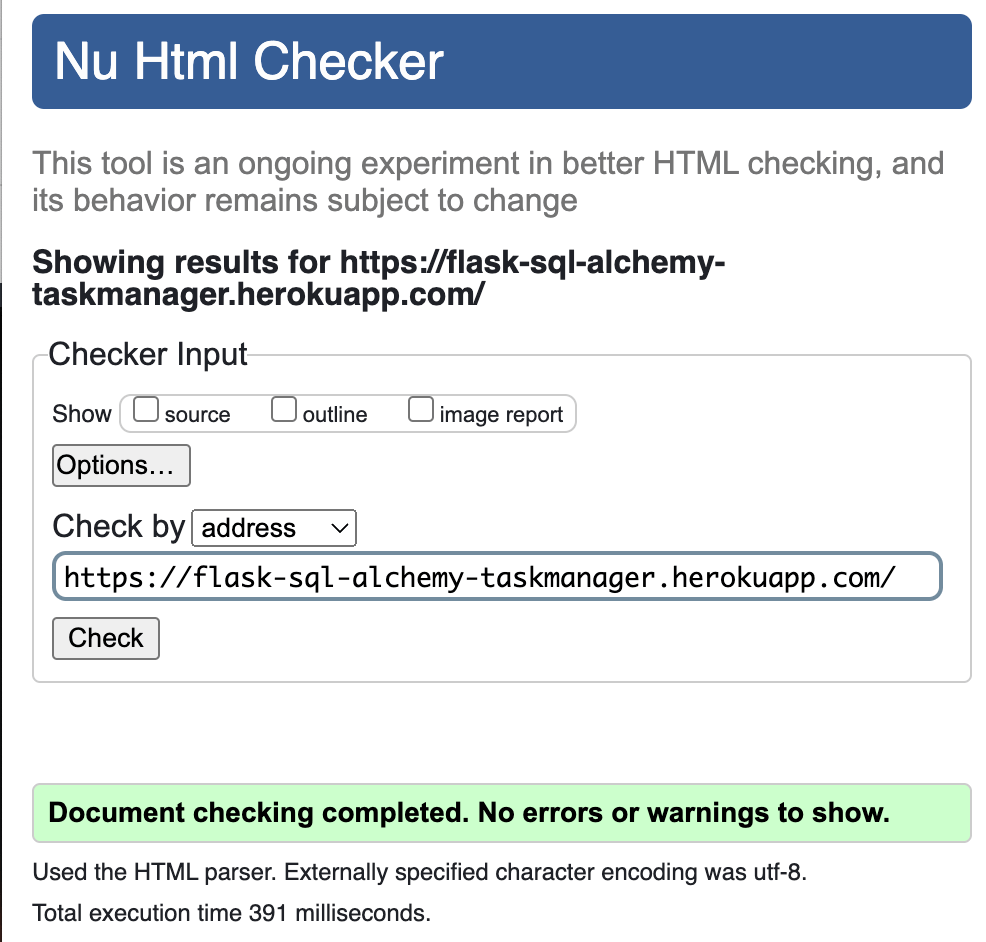 Nu Html Checker
This tool is an ongoing experiment in better HTML checking, and
its behavior remains subject to change
Showing results for https://flask-sql-alchemy-
taskmanager.herokuapp.com/
Checker Input
Show source outline image report
Options...
Check by address
https://flask-sql-alchemy-taskmanager.herokuapp.com/
Check
Document checking completed. No errors or warnings to show.
Used the HTML parser. Externally specified character encoding was utf-8.
Total execution time 391 milliseconds.